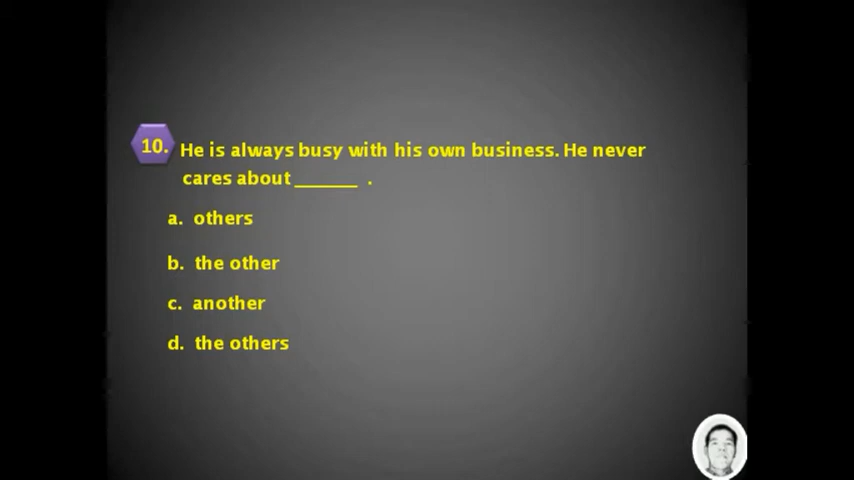 10. He is always busy with his own business. He never
cares about ______ .
a. others
b. the other
c. another
d. the others